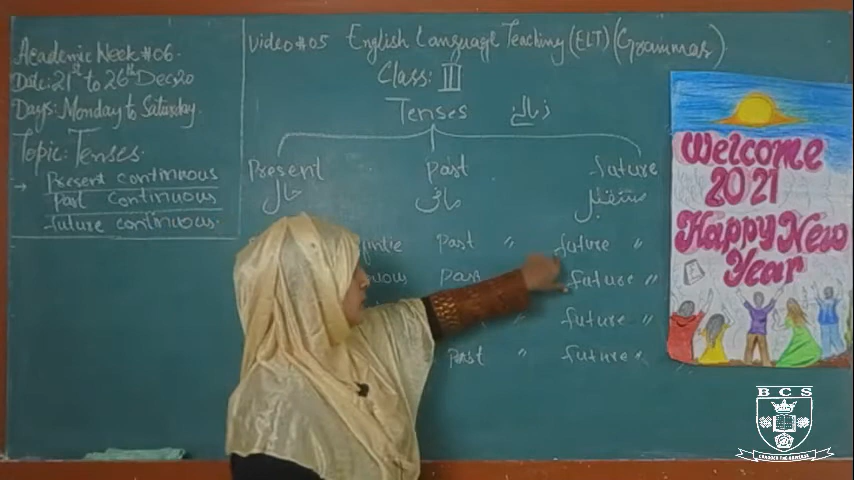 Academic Week # 06.
Date: 21st to 26th Dec 20
Days: Monday to Saturday.
Topic: Tenses.
→ Present continuous
Past continuous
future continuous.
Video # 05 English Language Teaching (ELT) (Grammar)
Class: III
Tenses زمانے
Present Past future
حال ماضی مستقبل
Past " future "
Past future "
" future "
Past " future "
Welcome
2021
Happy New
Year
BCS